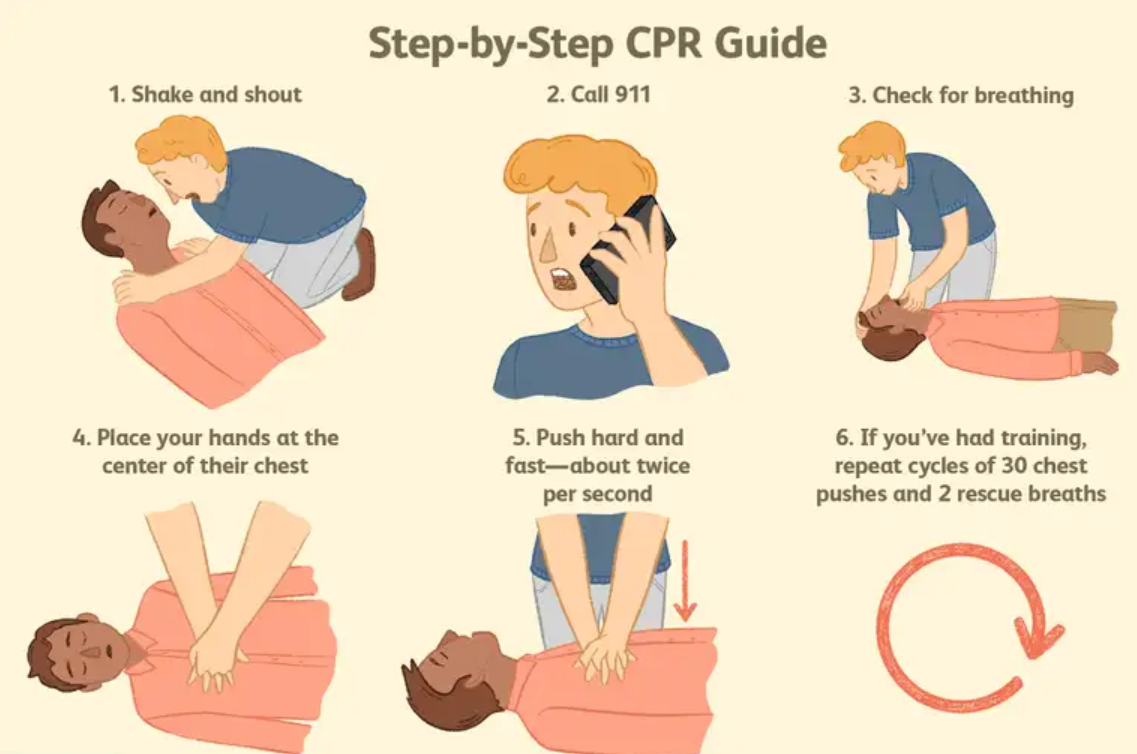 Step-by-Step CPR Guide
1. Shake and shout
2. Call 911
3. Check for breathing
4. Place your hands at the
center of their chest
5. Push hard and
fast—about twice
per second
6. If you've had training,
repeat cycles of 30 chest
pushes and 2 rescue breaths